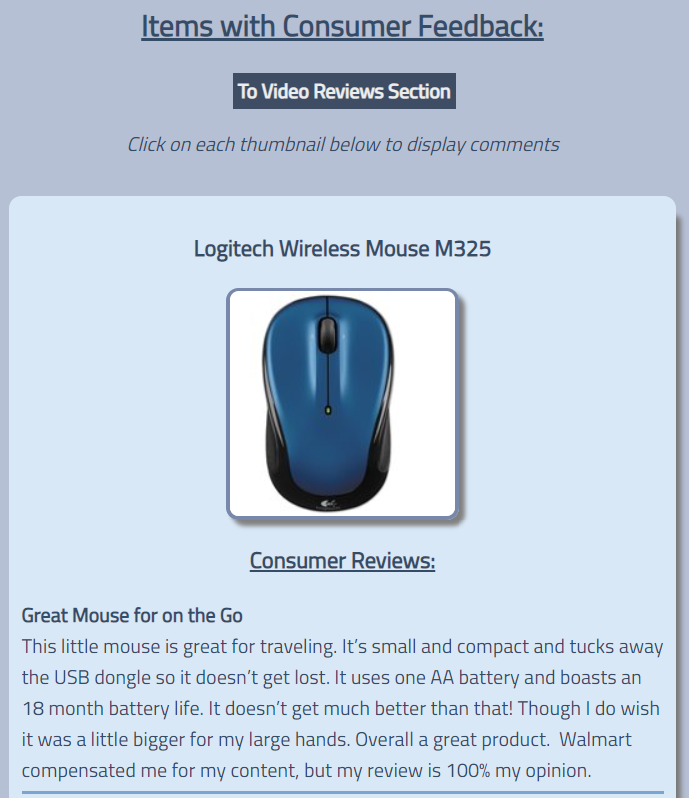 Items with Consumer Feedback:
To Video Reviews Section
Click on each thumbnail below to display comments
Logitech Wireless Mouse M325
Consumer Reviews:
Great Mouse for on the Go
This little mouse is great for traveling. It’s small and compact and tucks away
the USB dongle so it doesn’t get lost. It uses one AA battery and boasts an
18 month battery life. It doesn’t get much better than that! Though I do wish
it was a little bigger for my large hands. Overall a great product.  Walmart
compensated me for my content, but my review is 100% my opinion.